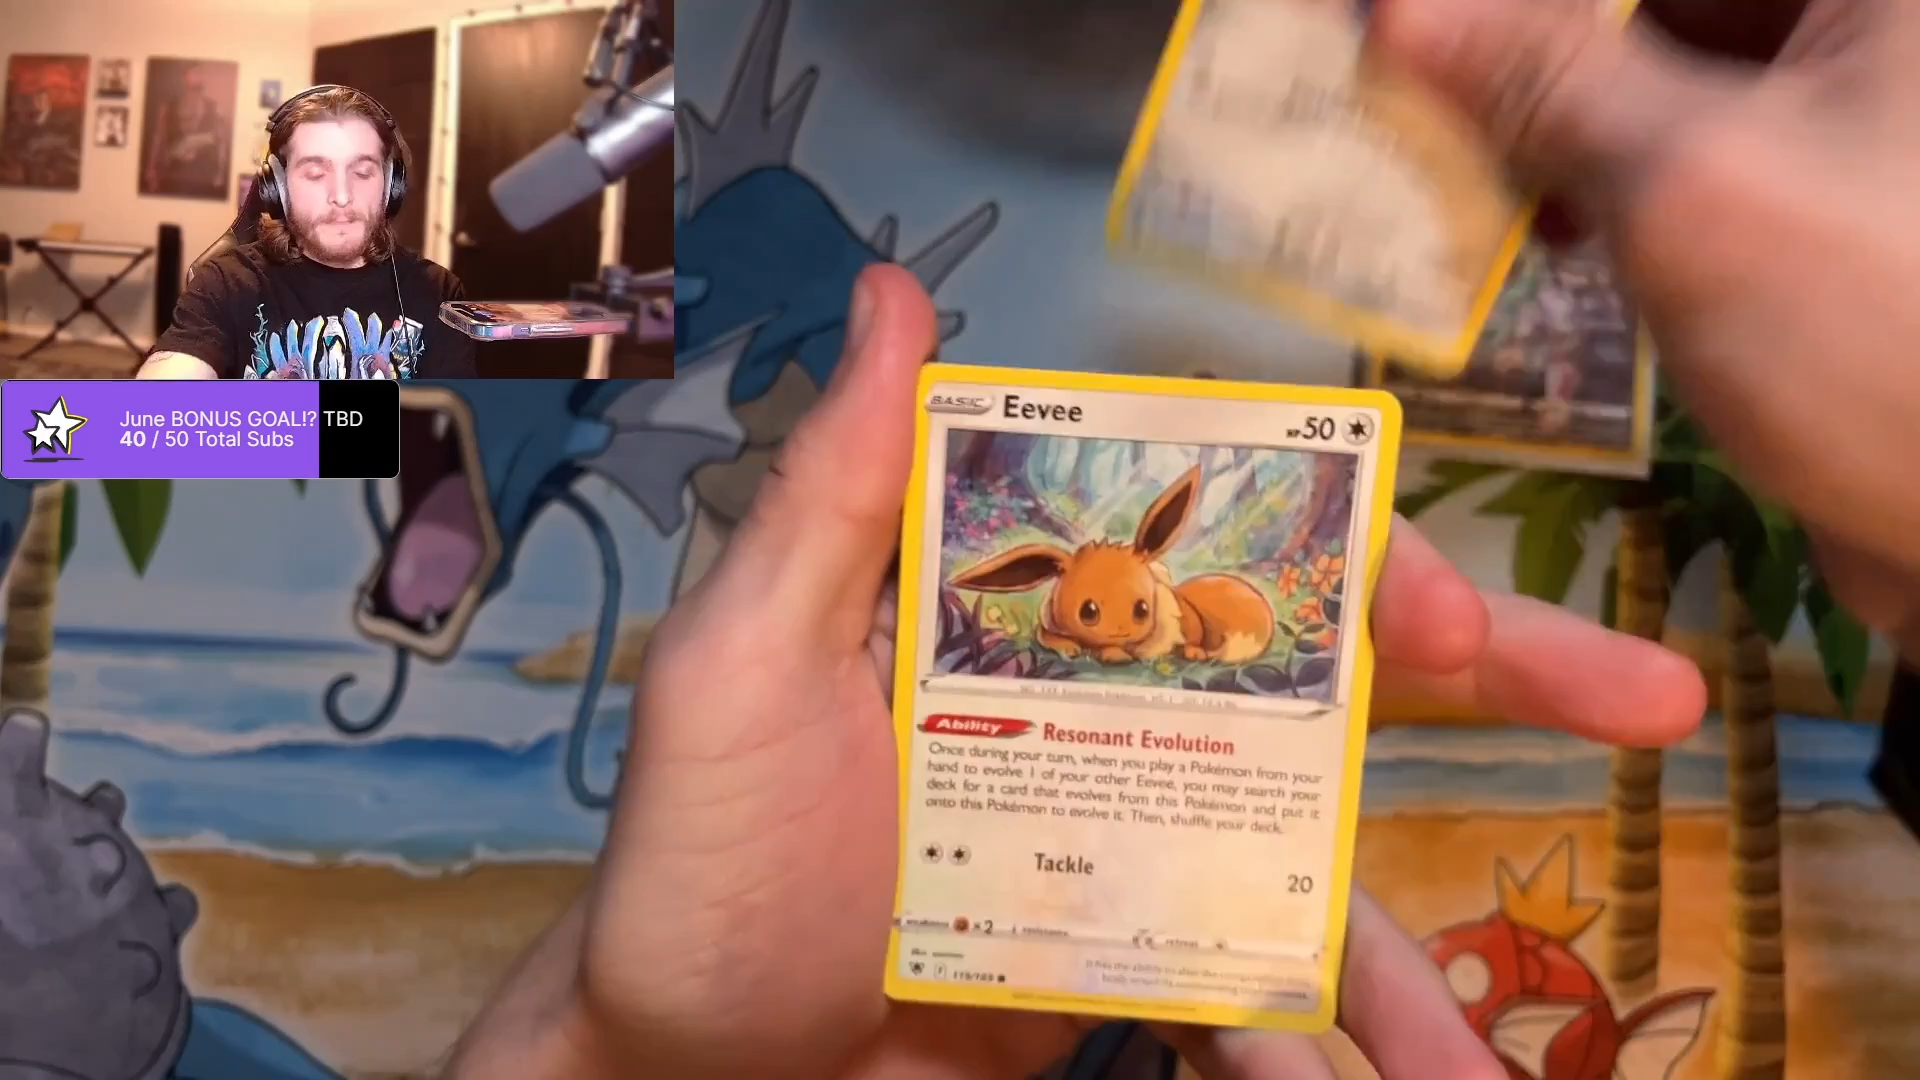 June BONUS GOAL!? TBD
40 / 50 Total Subs
BASIC Eevee HP50
Ability Resonant Evolution
Once during your turn, when you play a Pokémon from your
hand to evolve 1 of your other Eevee, you may search your
deck for a card that evolves from this Pokémon and put it
onto this Pokémon to evolve it. Then, shuffle your deck.
Tackle 20
weakness ×2 resistance retreat